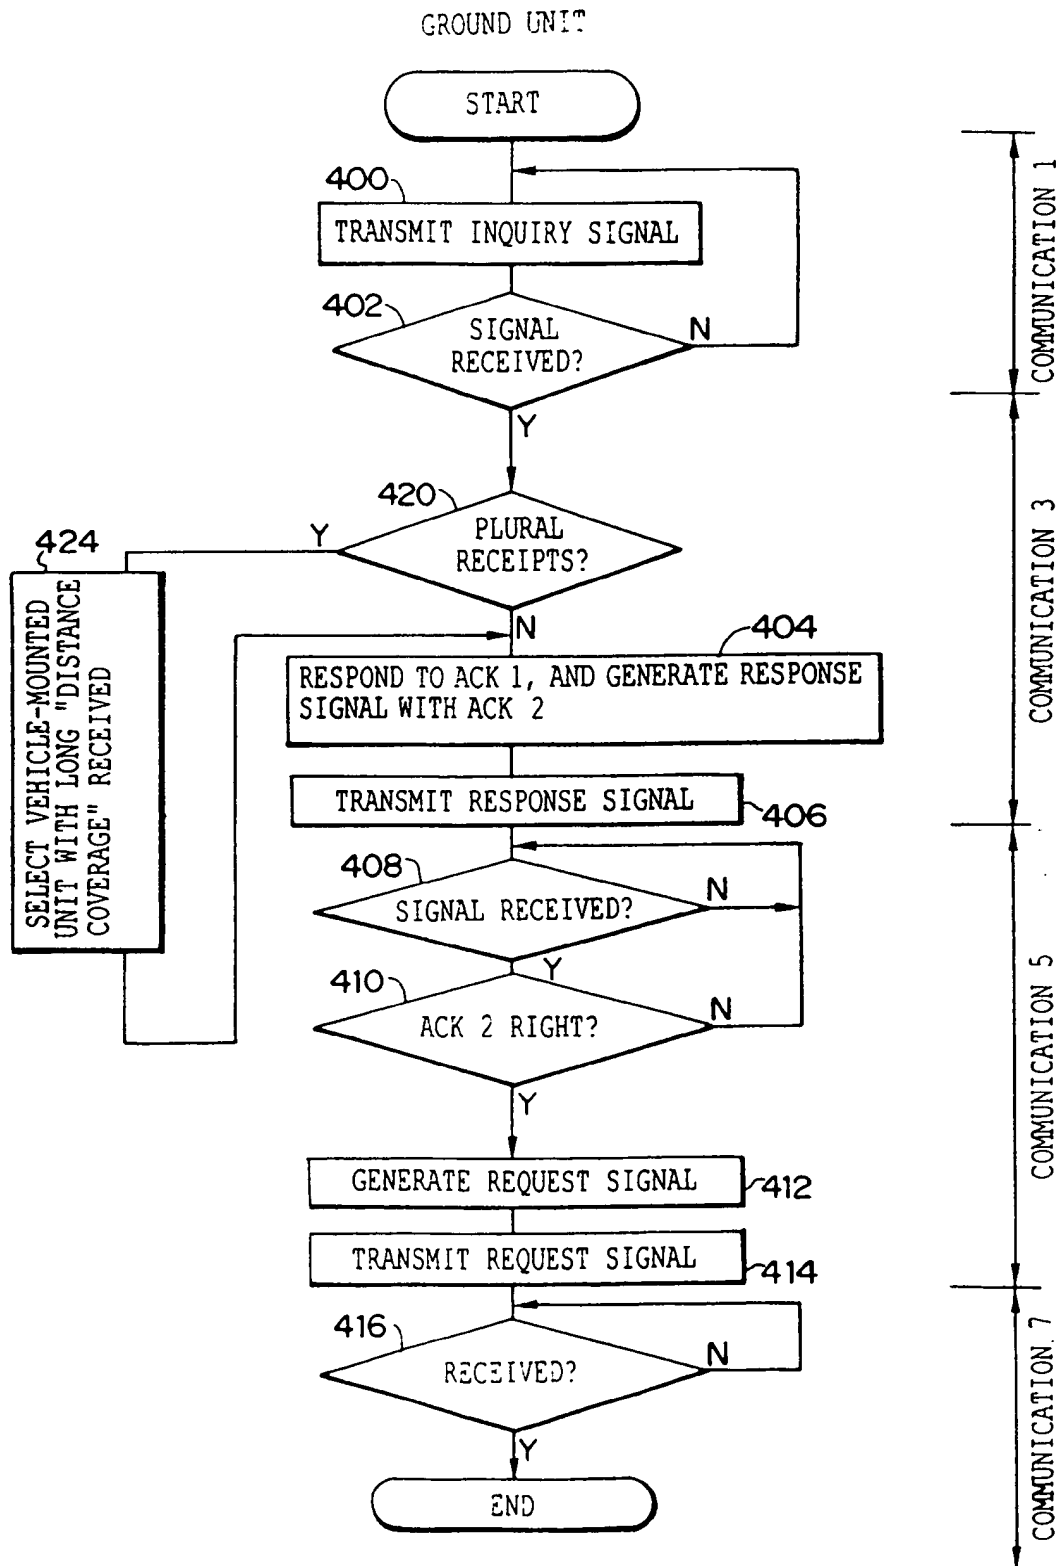 GROUND UNIT
START
400
TRANSMIT INQUIRY SIGNAL
402
SIGNAL
RECEIVED?
N
Y
COMMUNICATION 1
420
PLURAL
RECEIPTS?
Y
N
424
SELECT VEHICLE-MOUNTED
UNIT WITH LONG "DISTANCE
COVERAGE" RECEIVED
404
RESPOND TO ACK 1, AND GENERATE RESPONSE
SIGNAL WITH ACK 2
TRANSMIT RESPONSE SIGNAL
406
COMMUNICATION 3
408
SIGNAL RECEIVED?
N
Y
410
ACK 2 RIGHT?
N
Y
GENERATE REQUEST SIGNAL
412
TRANSMIT REQUEST SIGNAL
414
COMMUNICATION 5
416
RECEIVED?
N
Y
END
COMMUNICATION. 7